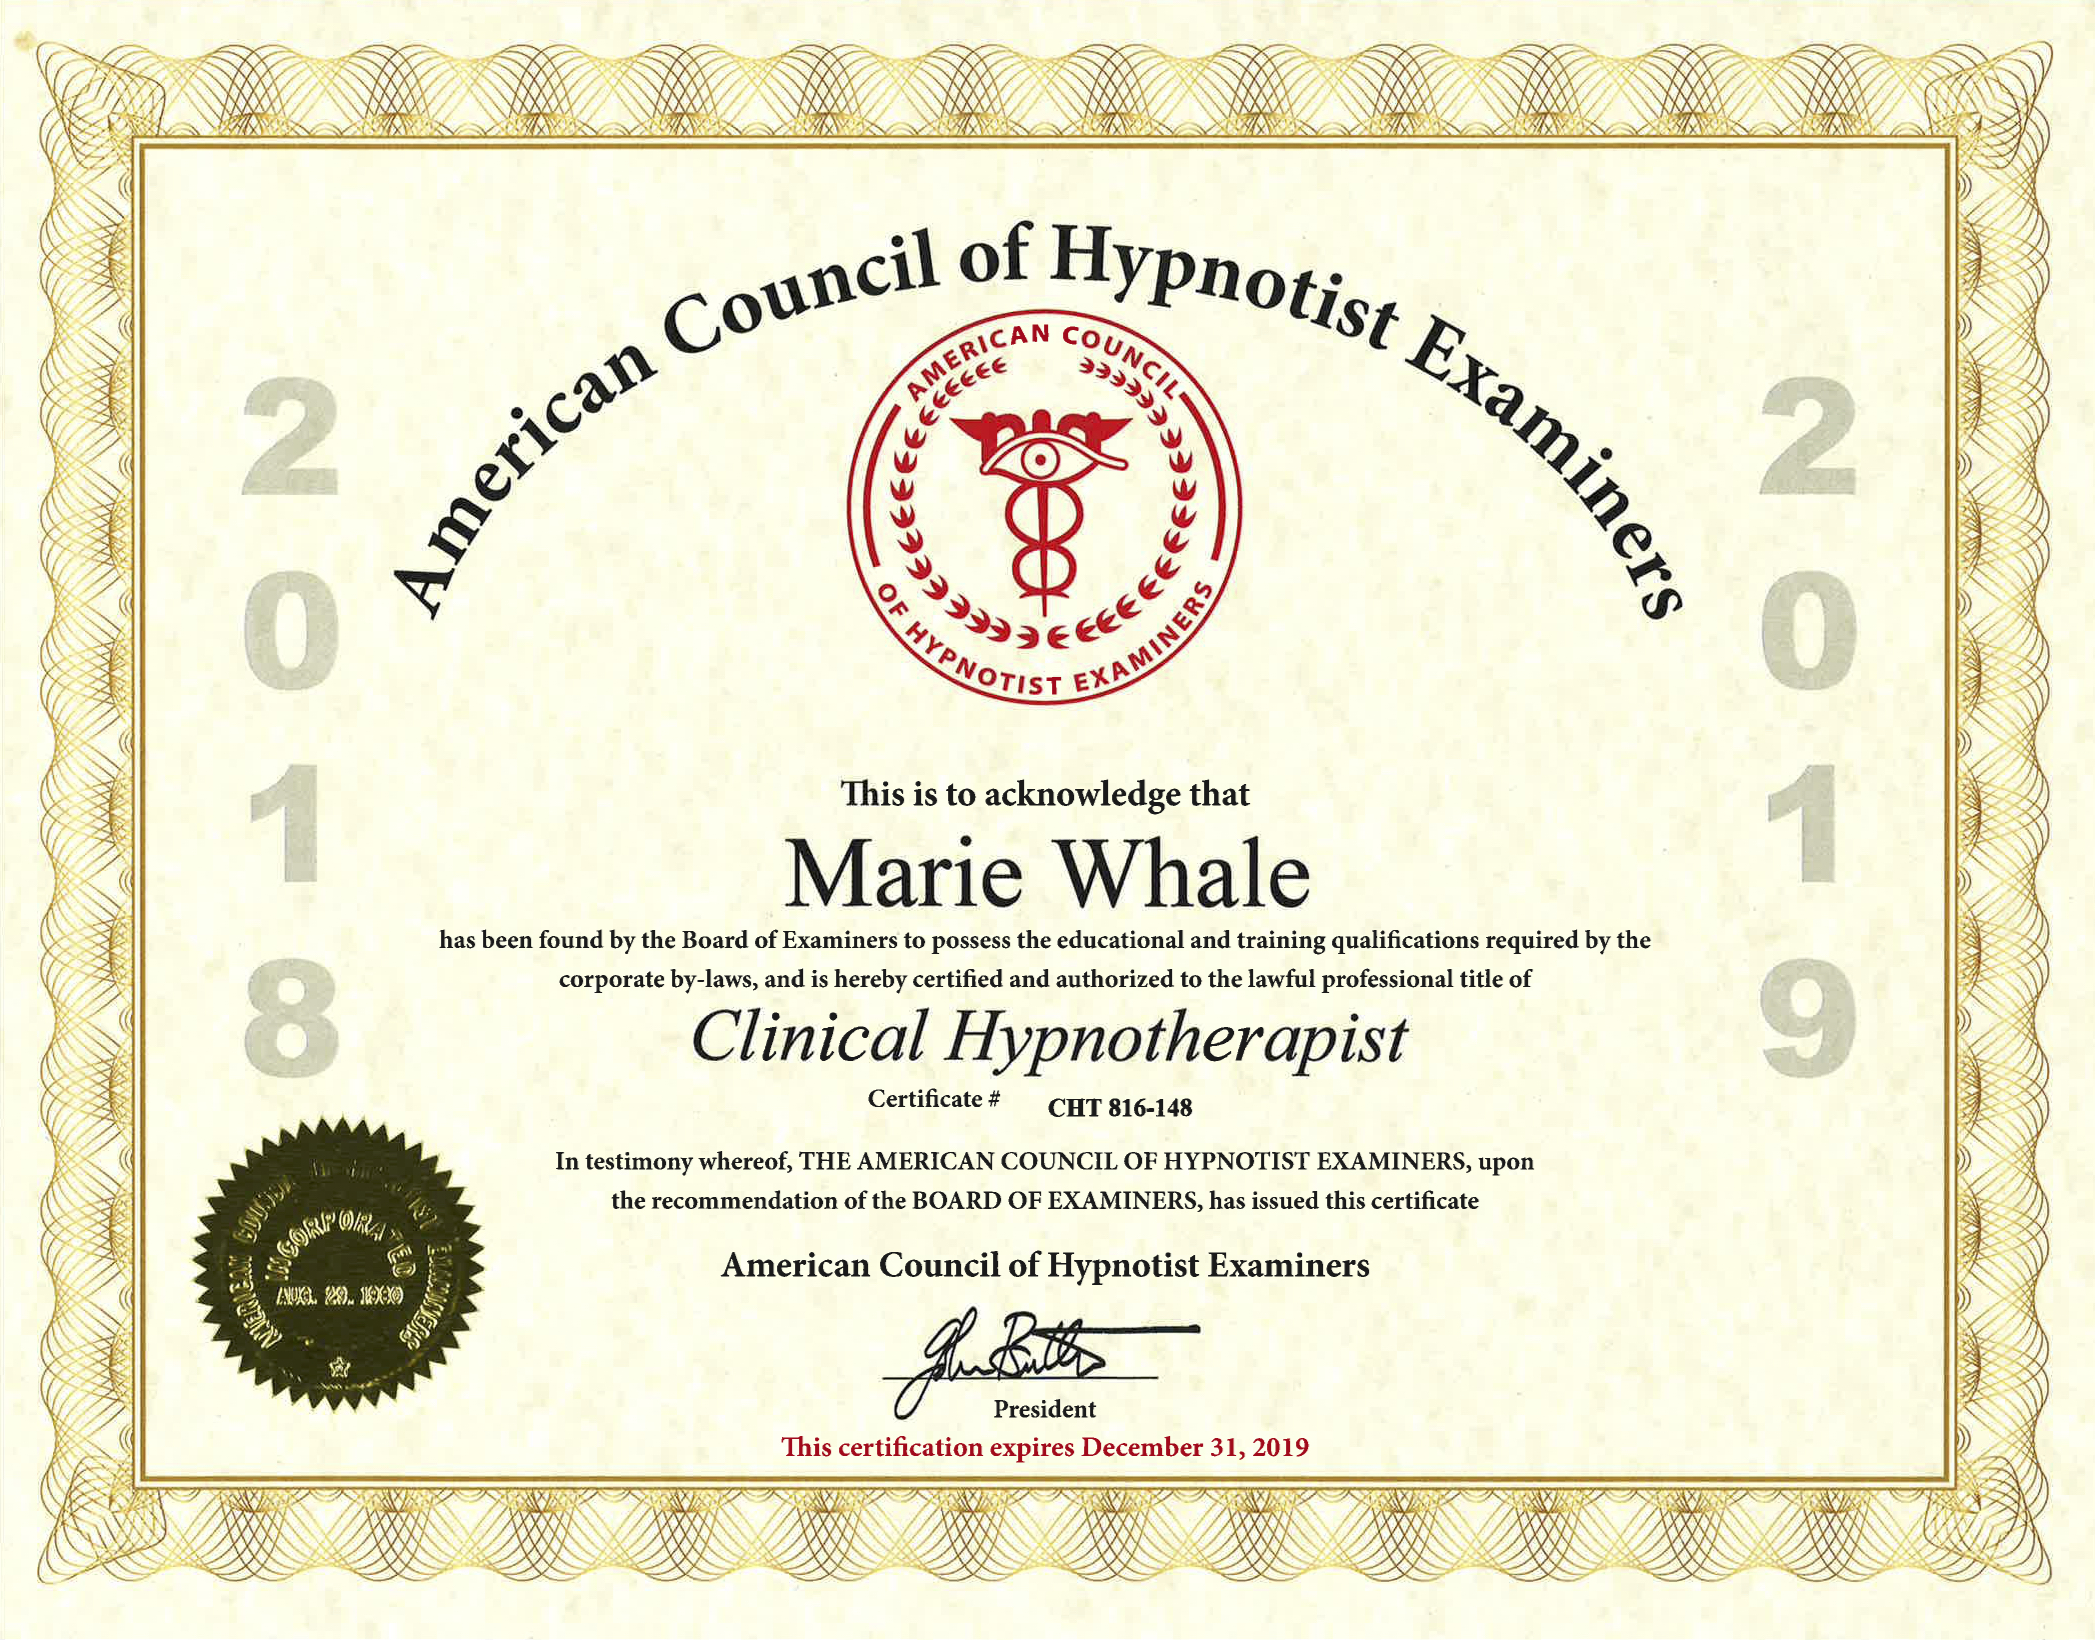 American Council of Hypnotist Examiners
AMERICAN COUNCIL
OF HYPNOTIST EXAMINERS
2018
2019
This is to acknowledge that
Marie Whale
has been found by the Board of Examiners to possess the educational and training qualifications required by the
corporate by-laws, and is hereby certified and authorized to the lawful professional title of
Clinical Hypnotherapist
Certificate # CHT 816-148
In testimony whereof, THE AMERICAN COUNCIL OF HYPNOTIST EXAMINERS, upon
the recommendation of the BOARD OF EXAMINERS, has issued this certificate
American Council of Hypnotist Examiners
AMERICAN COUNCIL OF HYPNOTIST EXAMINERS
INCORPORATED
AUG. 29. 1980
John Butler
President
This certification expires December 31, 2019